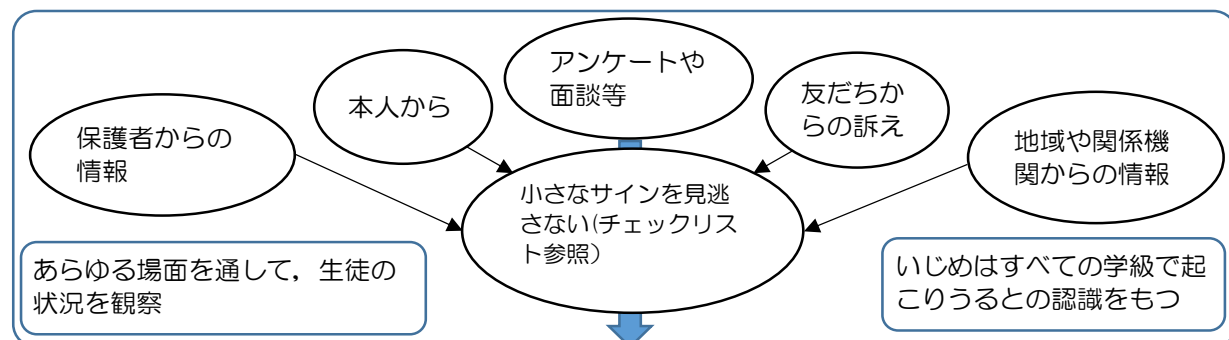 アンケートや
面談等
本人から
友だちか
らの訴え
保護者からの
情報
地域や関係機
関からの情報
小さなサインを見逃
さない(チェックリス
ト参照）
あらゆる場面を通して，生徒の
状況を観察
いじめはすべての学級で起
こりうるとの認識をもつ